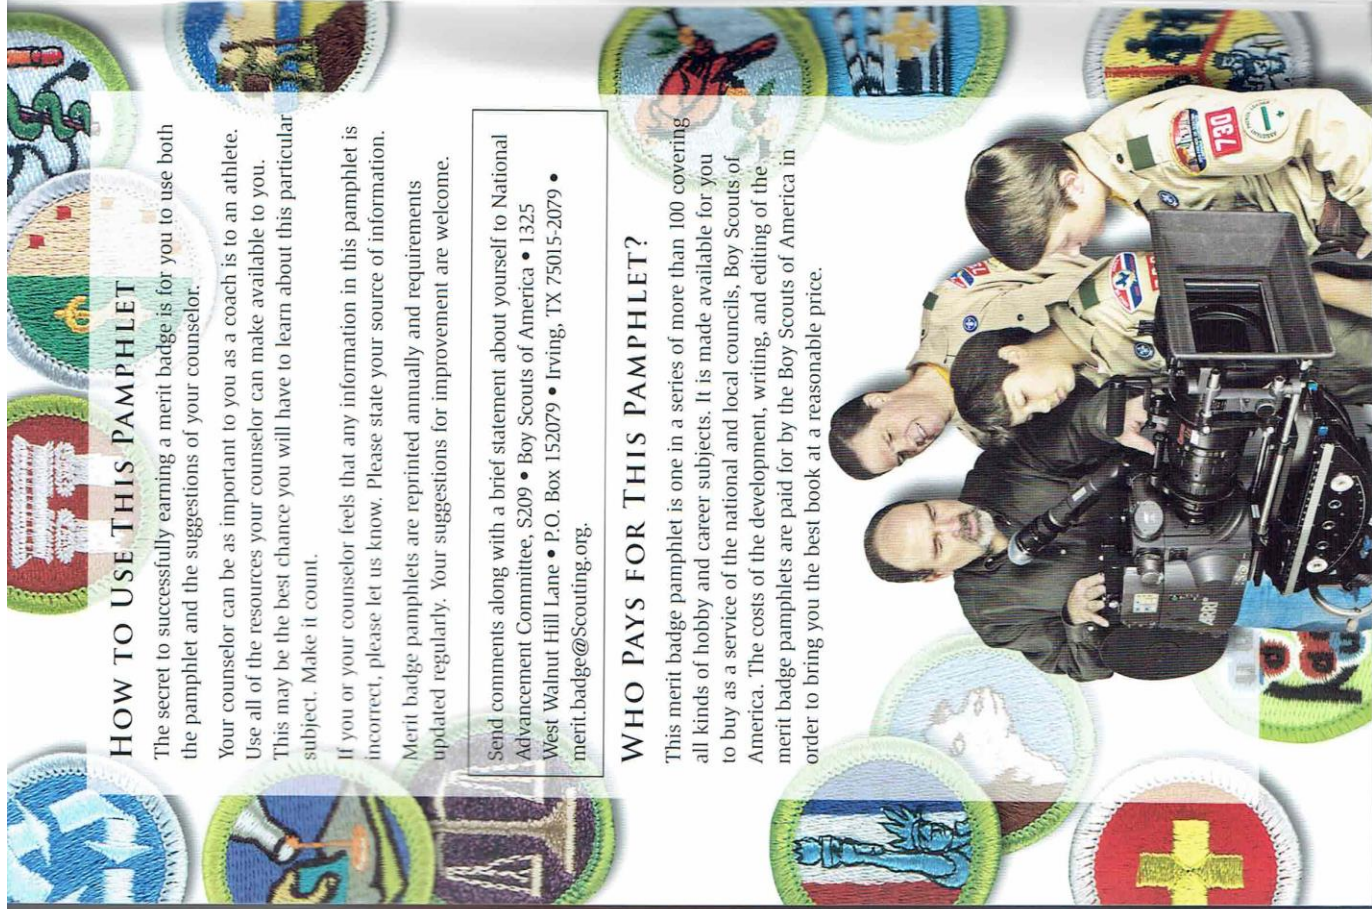 HOW TO USE THIS PAMPHLET
The secret to successfully earning a merit badge is for you to use both
the pamphlet and the suggestions of your counselor.
Your counselor can be as important to you as a coach is to an athlete.
Use all of the resources your counselor can make available to you.
This may be the best chance you will have to learn about this particular
subject. Make it count.
If you or your counselor feels that any information in this pamphlet is
incorrect, please let us know. Please state your source of information.
Merit badge pamphlets are reprinted annually and requirements
updated regularly. Your suggestions for improvement are welcome.
Send comments along with a brief statement about yourself to National
Advancement Committee, S209 • Boy Scouts of America • 1325
West Walnut Hill Lane • P.O. Box 152079 • Irving, TX 75015-2079 •
merit.badge@Scouting.org.
WHO PAYS FOR THIS PAMPHLET?
This merit badge pamphlet is one in a series of more than 100 covering
all kinds of hobby and career subjects. It is made available for you
to buy as a service of the national and local councils, Boy Scouts of
America. The costs of the development, writing, and editing of the
merit badge pamphlets are paid for by the Boy Scouts of America in
order to bring you the best book at a reasonable price.
730
ARRI